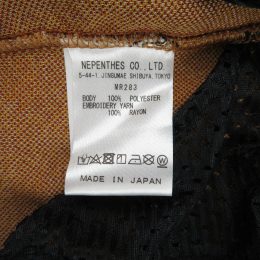 NEPENTHES CO., LTD.
5-44-1, JINGUMAE SHIBUYA, TOKYO
MR283
BODY 100% POLYESTER
EMBROIDERY YARN
100% RAYON
MADE IN JAPAN